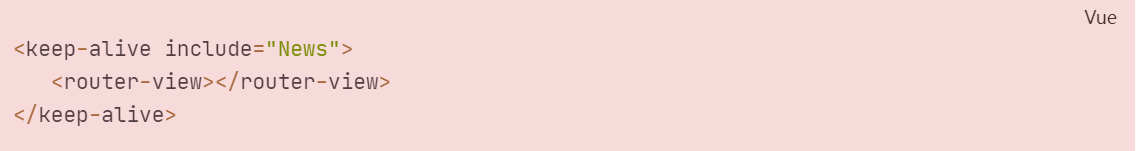 Vue
<keep-alive include="News">
   <router-view></router-view>
</keep-alive>